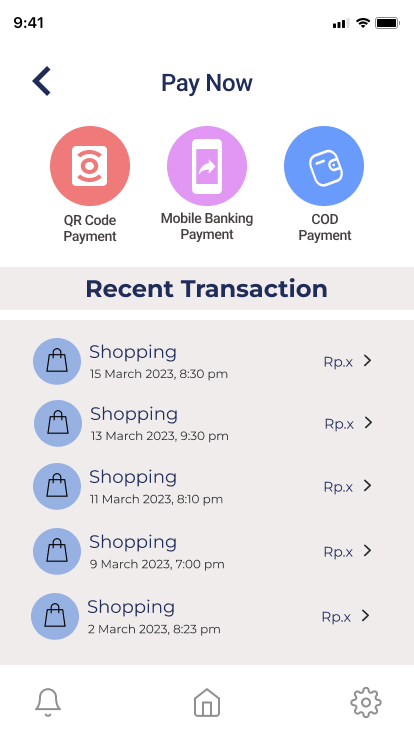 9:41
Pay Now
QR Code
Payment
Mobile Banking
Payment
COD
Payment
Recent Transaction
Shopping
15 March 2023, 8:30 pm
Rp.x
Shopping
13 March 2023, 9:30 pm
Rp.x
Shopping
11 March 2023, 8:10 pm
Rp.x
Shopping
9 March 2023, 7:00 pm
Rp.x
Shopping
2 March 2023, 8:23 pm
Rp.x